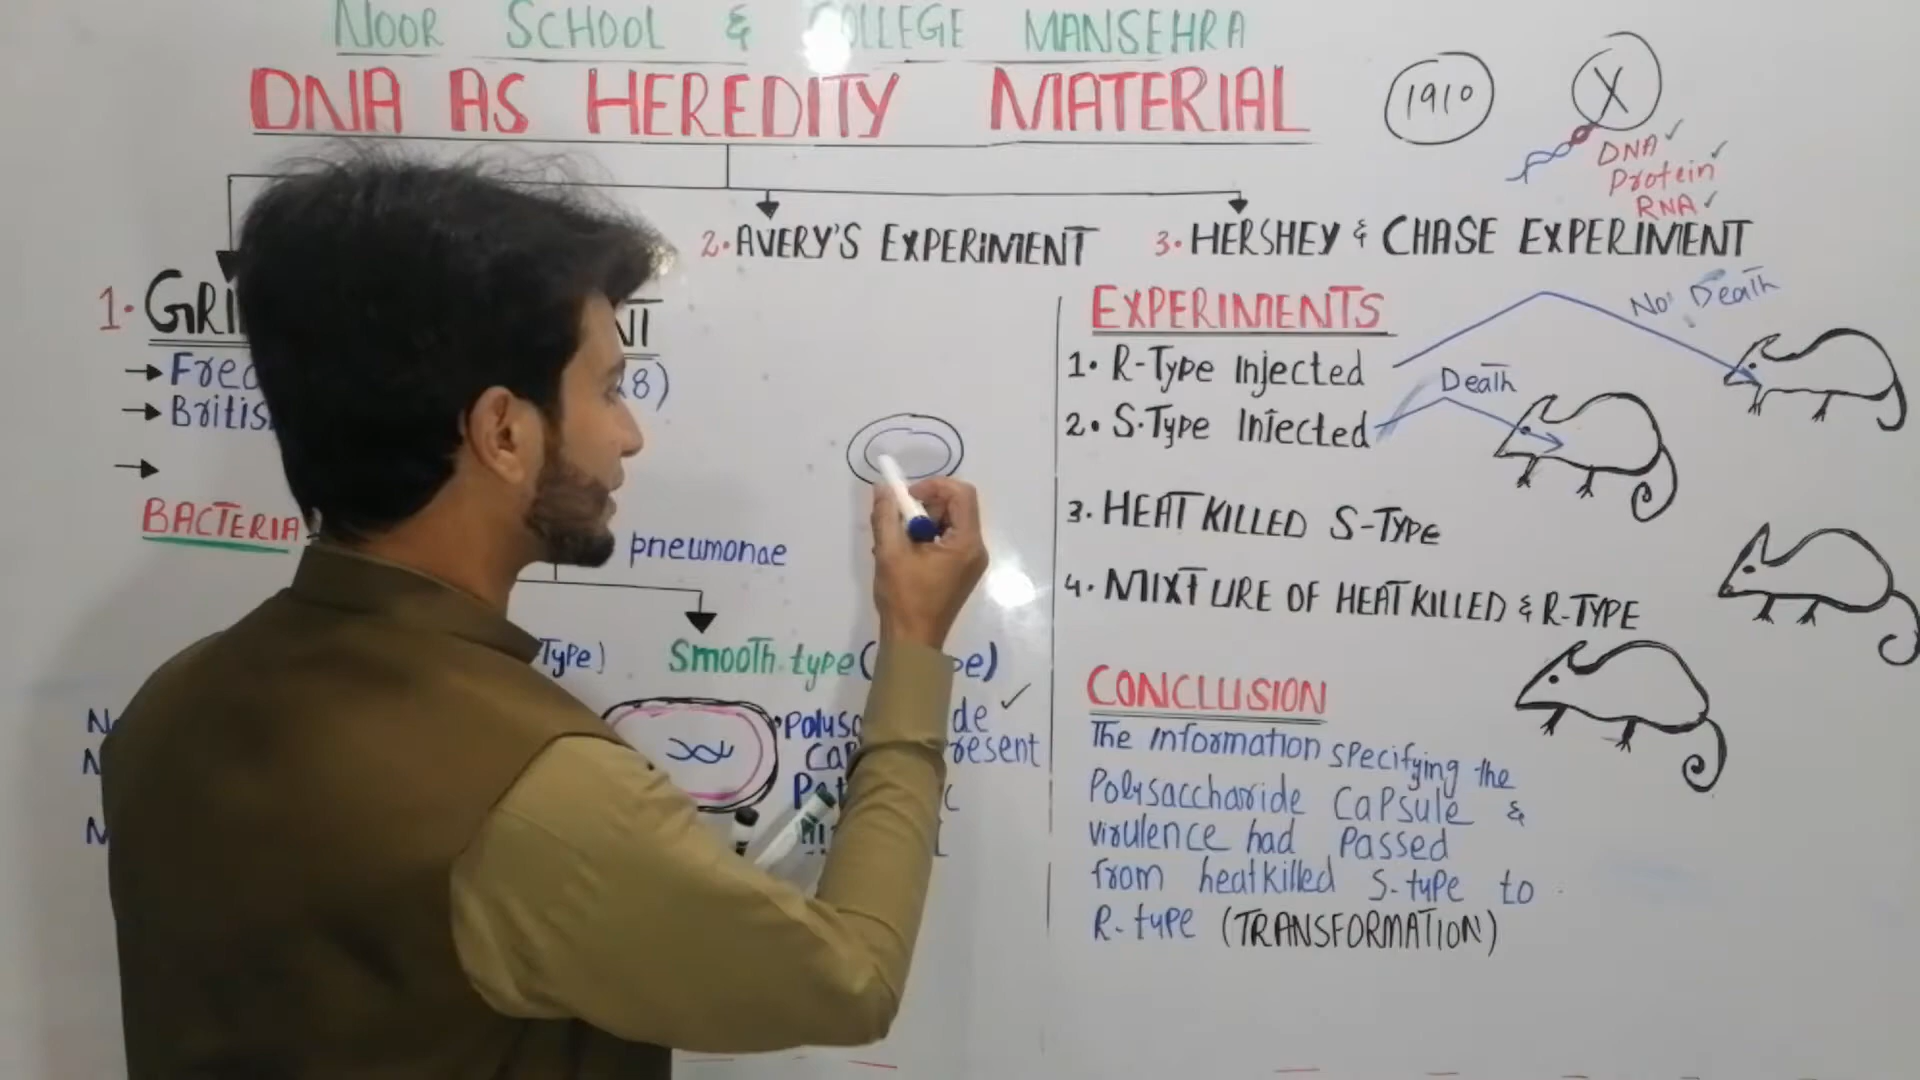 NOOR SCHOOL & COLLEGE MANSEHRA
DNA AS HEREDITY MATERIAL
1910
X
DNA ✓
Protein ✓
RNA ✓
1.
2. AVERY'S EXPERIMENT
3. HERSHEY & CHASE EXPERIMENT
→
→
→
BACTERIA
pneumonae
Type)
Smooth type (
present
EXPERIMENTS
1. R-Type Injected
No Death
2. S.Type Injected
Death
3. HEAT KILLED S-TYPE
4. MIXTURE OF HEAT KILLED & R-TYPE
CONCLUSION
The information specifying the
Polysaccharide Capsule &
virulence had Passed
from heatkilled S-type to
R-type (TRANSFORMATION)